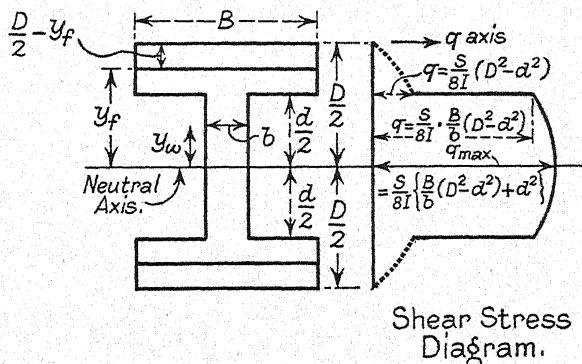 D/2 - y_f
B
y_f
y_w
b
d/2
D/2
Neutral
Axis.
d/2
D/2
q axis
q = S/8I (D² - d²)
q = S/8I · B/b (D² - d²)
q_max.
= S/8I {B/b (D² - d²) + d²}
Shear Stress
Diagram.